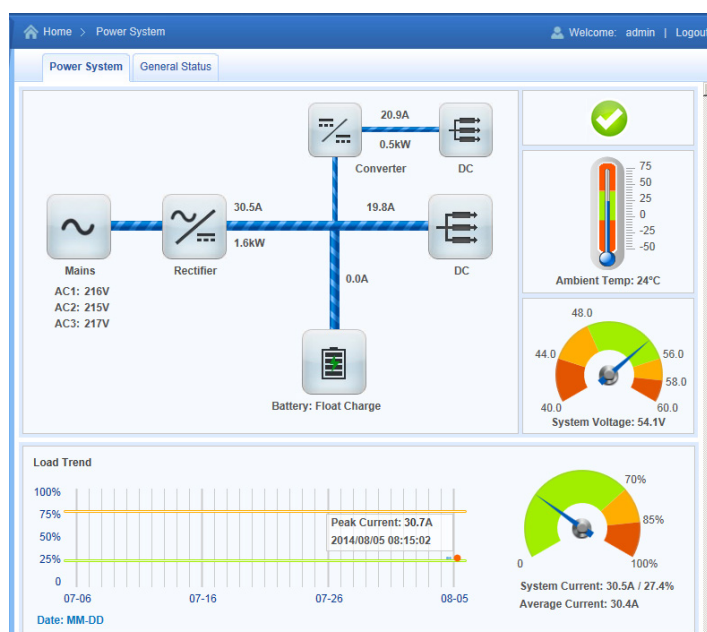 Home > Power System
Welcome: admin | Logout
Power System
General Status
20.9A
0.5kW
Converter
DC
30.5A
1.6kW
19.8A
Mains
Rectifier
DC
AC1: 216V
AC2: 215V
AC3: 217V
0.0A
Battery: Float Charge
75
50
25
0
-25
-50
Ambient Temp: 24°C
48.0
44.0
56.0
58.0
40.0
60.0
System Voltage: 54.1V
Load Trend
100%
75%
50%
25%
0
Peak Current: 30.7A
2014/08/05 08:15:02
07-06
07-16
07-26
08-05
Date: MM-DD
70%
85%
0
100%
System Current: 30.5A / 27.4%
Average Current: 30.4A